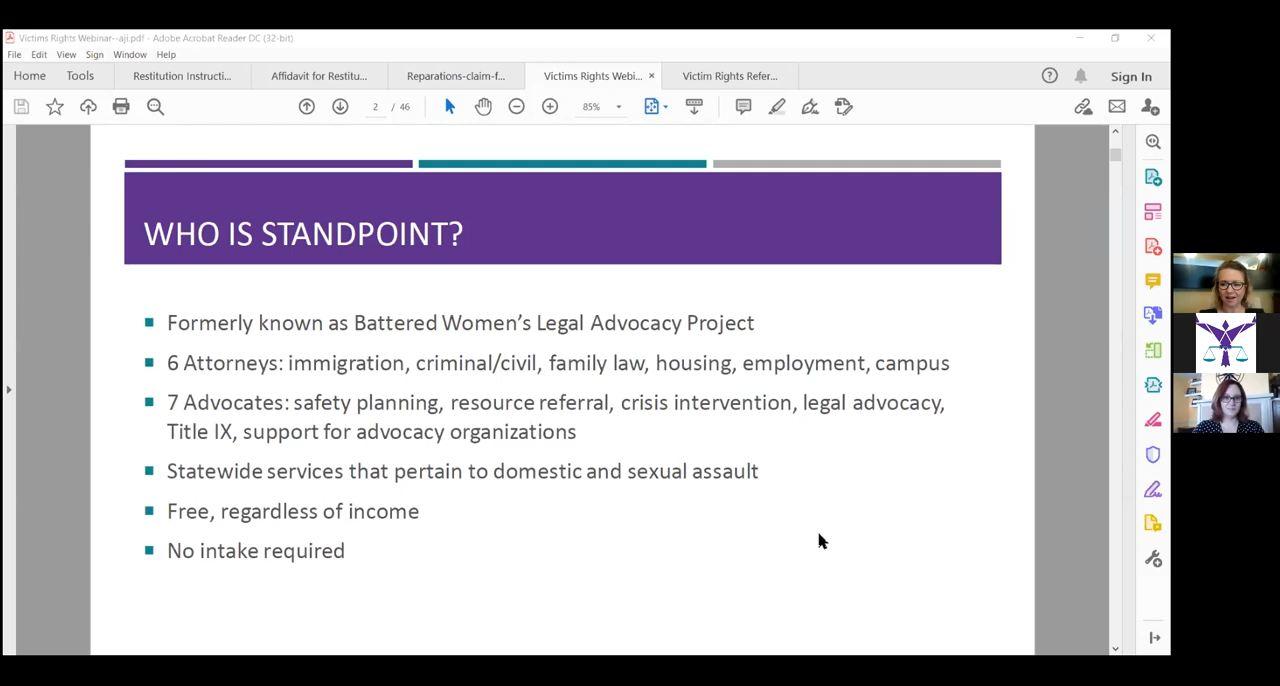 Victims Rights Webinar--aji.pdf - Adobe Acrobat Reader DC (32-bit)
File Edit View Sign Window Help
Home Tools Restitution Instructi... Affidavit for Restitu... Reparations-claim-f... Victims Rights Webi... × Victim Rights Refer... Sign In
2 / 46 85%
WHO IS STANDPOINT?
▪ Formerly known as Battered Women's Legal Advocacy Project
▪ 6 Attorneys: immigration, criminal/civil, family law, housing, employment, campus
▪ 7 Advocates: safety planning, resource referral, crisis intervention, legal advocacy,
Title IX, support for advocacy organizations
▪ Statewide services that pertain to domestic and sexual assault
▪ Free, regardless of income
▪ No intake required